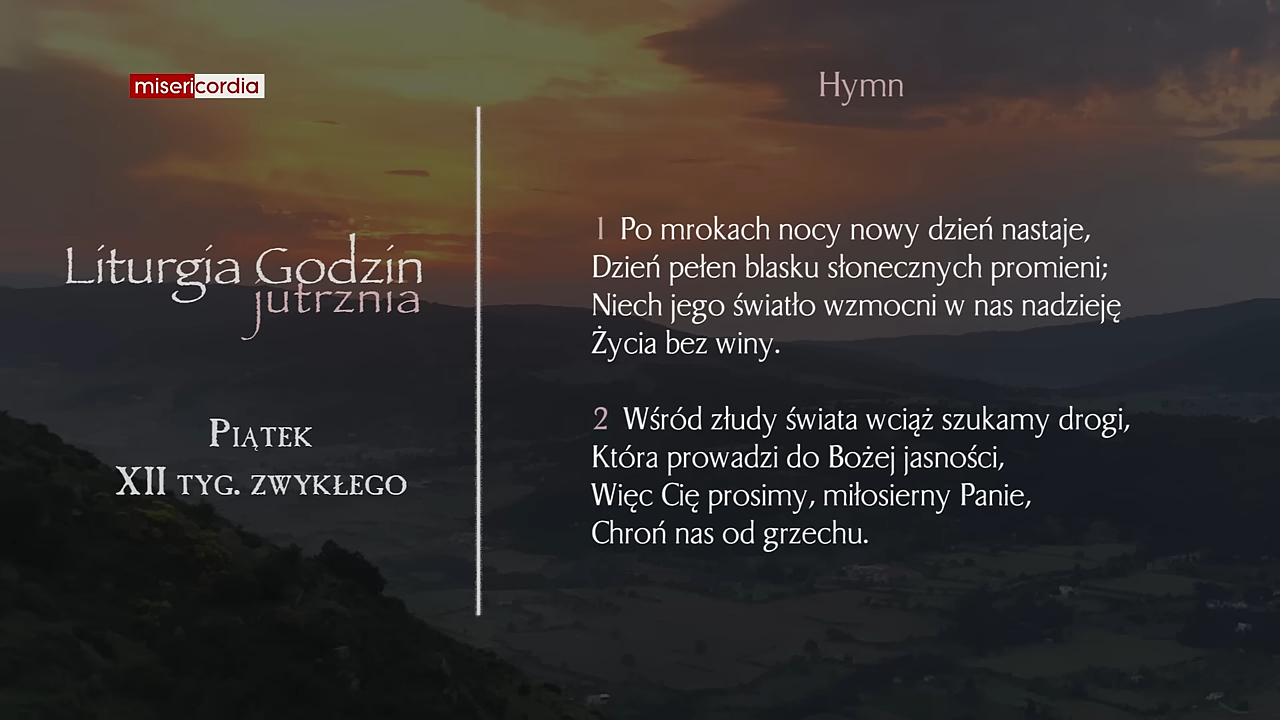 misericordia
Liturgia Godzin
jutrznia
Piątek
XII tyg. zwykłego
Hymn
1 Po mrokach nocy nowy dzień nastaje,
Dzień pełen blasku słonecznych promieni;
Niech jego światło wzmocni w nas nadzieję
Życia bez winy.
2 Wśród złudy świata wciąż szukamy drogi,
Która prowadzi do Bożej jasności,
Więc Cię prosimy, miłosierny Panie,
Chroń nas od grzechu.